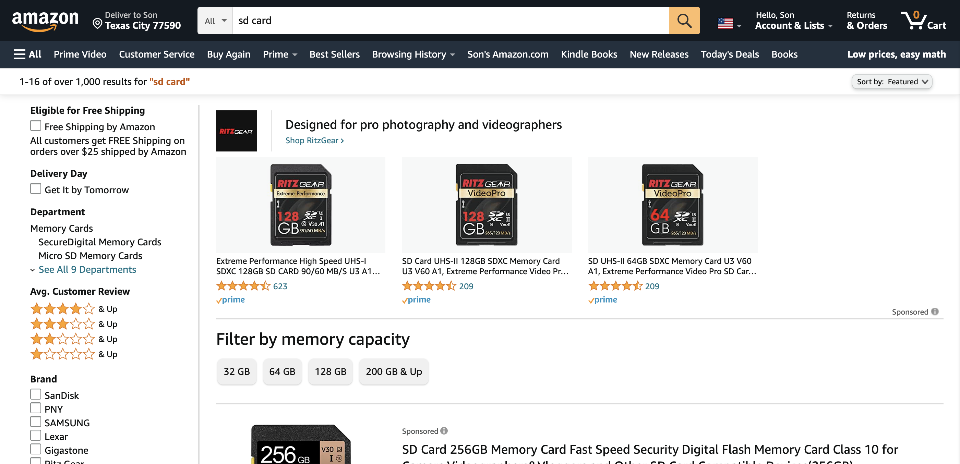 amazon
Deliver to Son
Texas City 77590
All
sd card
Hello, Son
Account & Lists
Returns
& Orders
0
Cart
All
Prime Video
Customer Service
Buy Again
Prime
Best Sellers
Browsing History
Son's Amazon.com
Kindle Books
New Releases
Today's Deals
Books
Low prices, easy math
1-16 of over 1,000 results for "sd card"
Sort by: Featured
Eligible for Free Shipping
Free Shipping by Amazon
All customers get FREE Shipping on
orders over $25 shipped by Amazon
Delivery Day
Get It by Tomorrow
Department
Memory Cards
SecureDigital Memory Cards
Micro SD Memory Cards
See All 9 Departments
Avg. Customer Review
& Up
& Up
& Up
& Up
Brand
SanDisk
PNY
SAMSUNG
Lexar
Gigastone
Ritz Gear
RITZGEAR
Designed for pro photography and videographers
Shop RitzGear ›
RITZ GEAR
Extreme Performance
128
GB
RITZ GEAR
VideoPro
128
GB
RITZ GEAR
VideoPro
64
GB
Extreme Performance High Speed UHS-I
SDXC 128GB SD CARD 90/60 MB/S U3 A1...
623
prime
SD Card UHS-II 128GB SDXC Memory Card
U3 V60 A1, Extreme Performance Video Pr...
209
prime
SD UHS-II 64GB SDXC Memory Card U3 V60
A1, Extreme Performance Video Pro SD Car...
209
prime
Sponsored
Filter by memory capacity
32 GB
64 GB
128 GB
200 GB & Up
256 GB
V30
Sponsored
SD Card 256GB Memory Card Fast Speed Security Digital Flash Memory Card Class 10 for